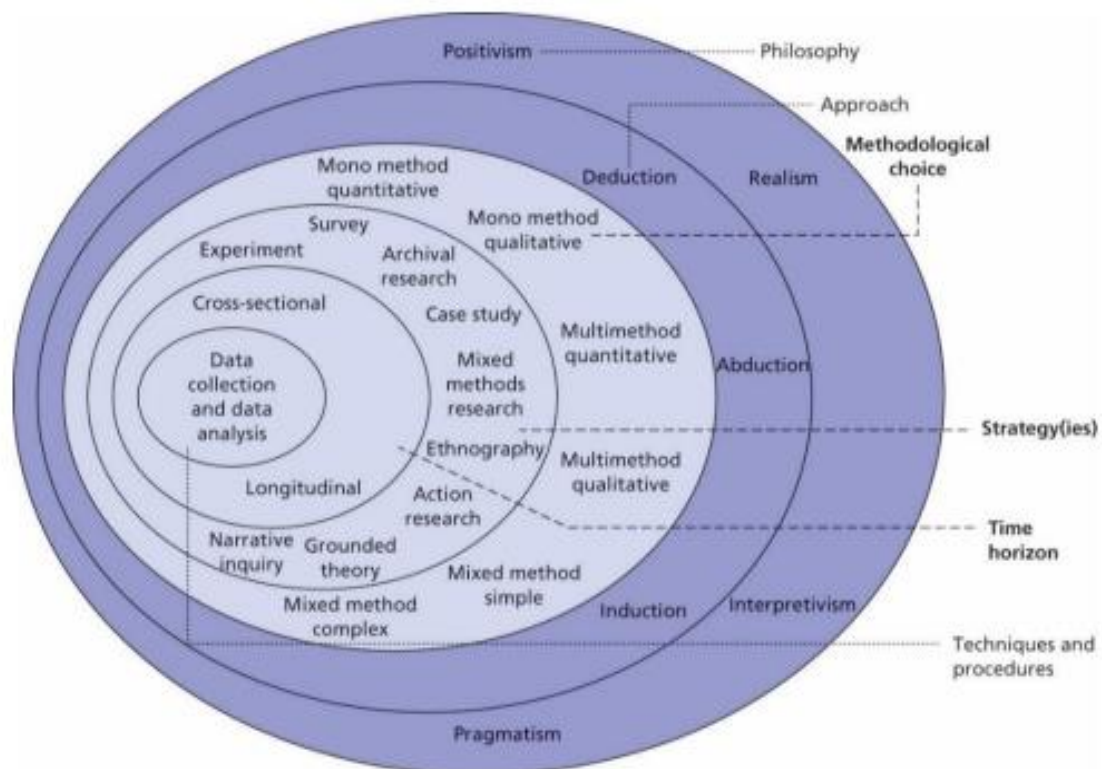 Positivism
Philosophy
Approach
Methodological
choice
Mono method
quantitative
Deduction
Realism
Survey
Mono method
qualitative
Experiment
Archival
research
Cross-sectional
Case study
Multimethod
quantitative
Data
collection
and data
analysis
Mixed
methods
research
Abduction
Strategy(ies)
Ethnography
Multimethod
qualitative
Longitudinal
Action
research
Time
horizon
Narrative
inquiry
Grounded
theory
Mixed method
simple
Mixed method
complex
Induction
Interpretivism
Techniques and
procedures
Pragmatism